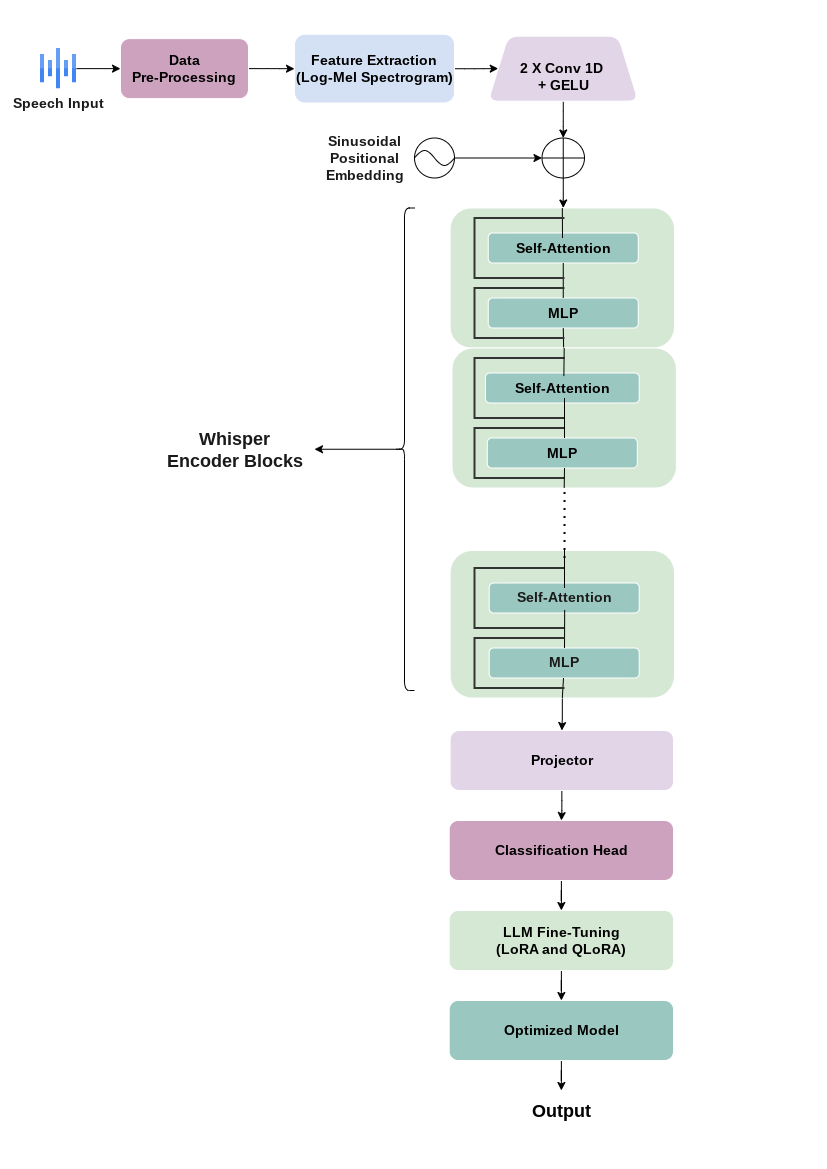 Speech Input
Data
Pre-Processing
Feature Extraction
(Log-Mel Spectrogram)
2 X Conv 1D
+ GELU
Sinusoidal
Positional
Embedding
Self-Attention
MLP
Self-Attention
MLP
Whisper
Encoder Blocks
Self-Attention
MLP
Projector
Classification Head
LLM Fine-Tuning
(LoRA and QLoRA)
Optimized Model
Output